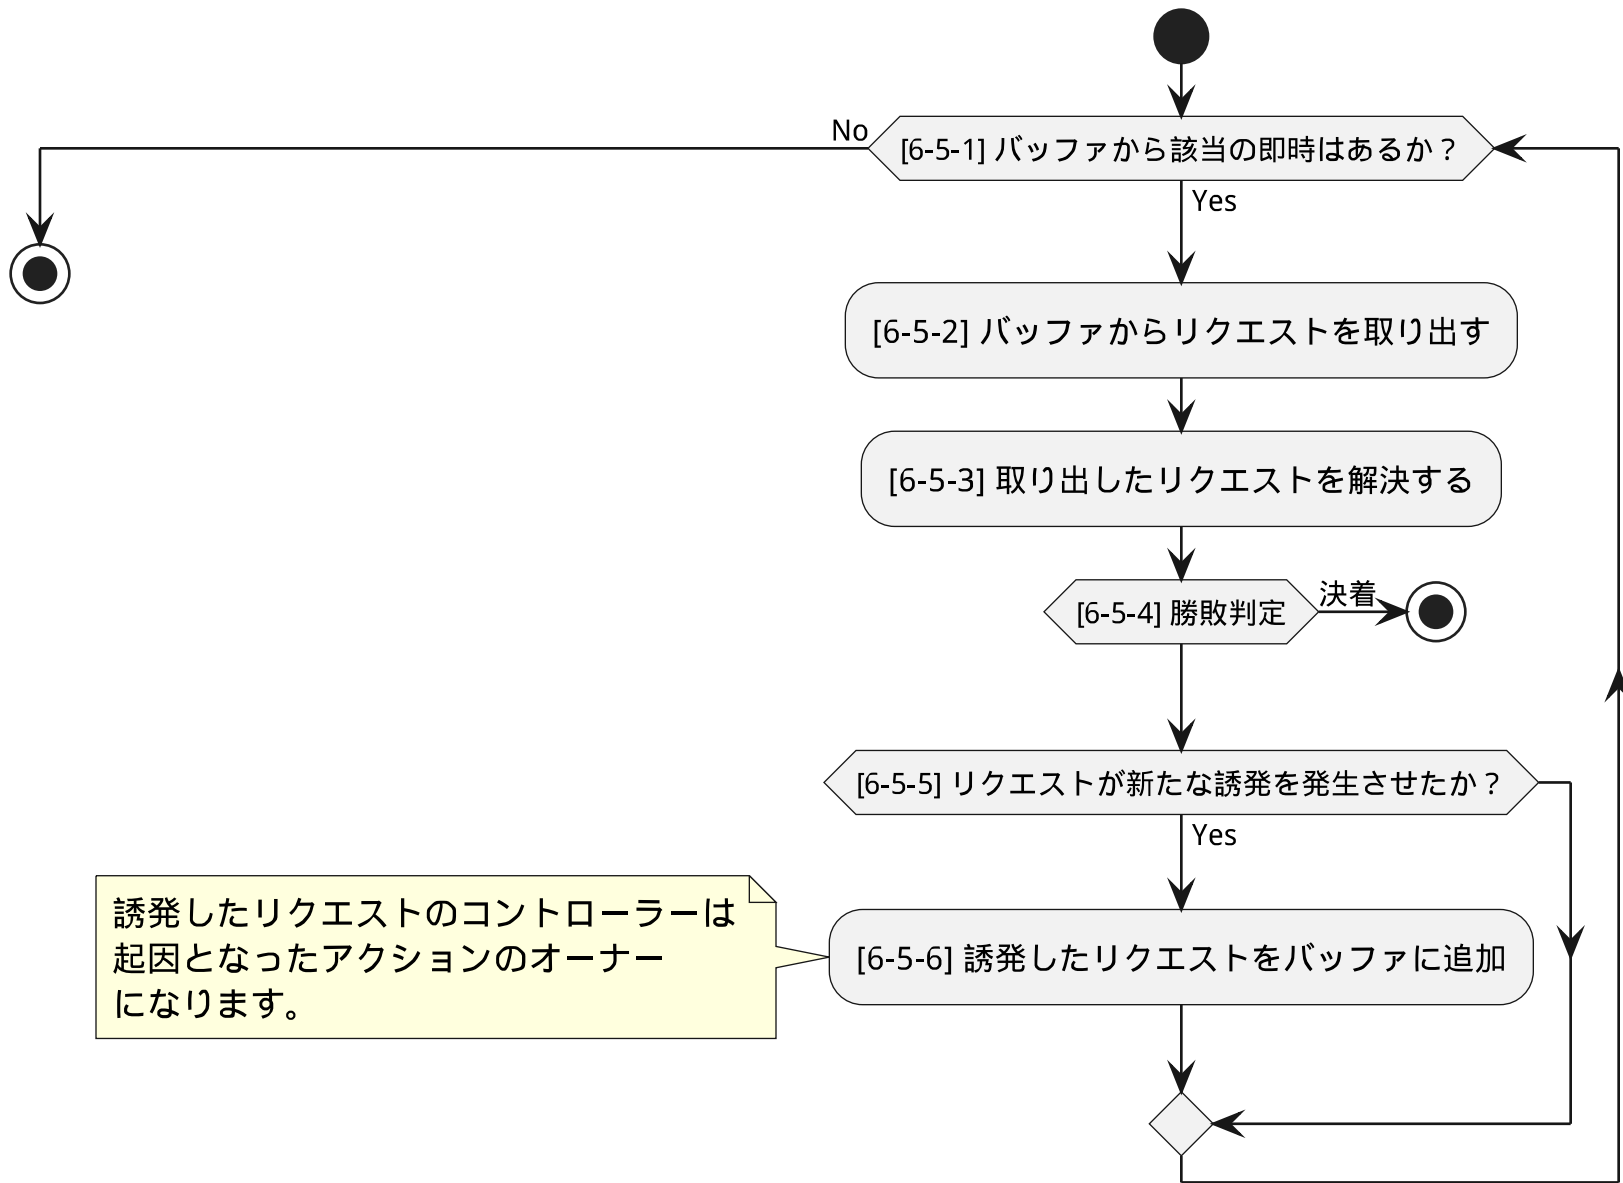 No
[6-5-1] バッファから該当の即時はあるか？
Yes
[6-5-2] バッファからリクエストを取り出す
[6-5-3] 取り出したリクエストを解決する
[6-5-4] 勝敗判定
決着
[6-5-5] リクエストが新たな誘発を発生させたか？
Yes
誘発したリクエストのコントローラーは
起因となったアクションのオーナー
になります。
[6-5-6] 誘発したリクエストをバッファに追加